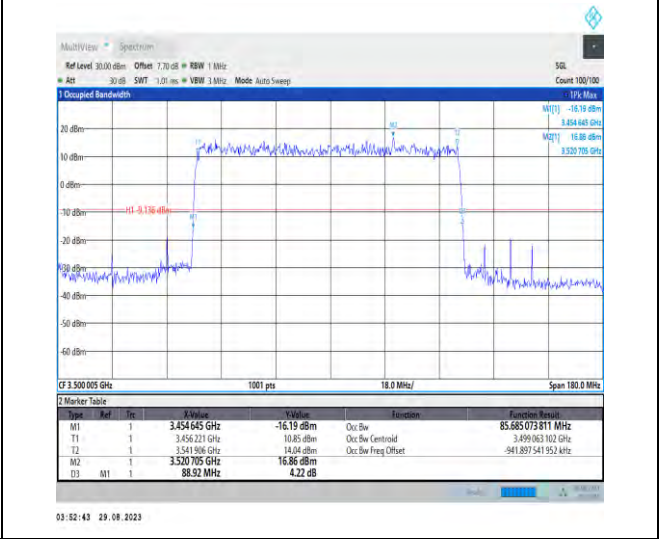 MultiView Spectrum
Ref Level 30.00 dBm Offset 7.70 dB RBW 1 MHz SGL
Att 30 dB SWT 1.01 ms VBW 3 MHz Mode Auto Sweep Count 100/100
1 Occupied Bandwidth 1Pk Max
M1[1] -16.19 dBm
3.454 645 GHz
M2[1] 16.86 dBm
3.520 705 GHz
M2
T1
T2
20 dBm
10 dBm
0 dBm
-10 dBm
H1 -9.136 dBm
M1
-20 dBm
-30 dBm
-40 dBm
-50 dBm
-60 dBm
CF 3.500 005 GHz 1001 pts 18.0 MHz/ Span 180.0 MHz
2 Marker Table
Type Ref Trc X-Value Y-Value Function Function Result
M1 1 3.454 645 GHz -16.19 dBm Occ Bw 85.685 073 811 MHz
T1 1 3.456 221 GHz 10.85 dBm Occ Bw Centroid 3.499 063 102 GHz
T2 1 3.541 906 GHz 14.04 dBm Occ Bw Freq Offset -941.897 541 952 kHz
M2 1 3.520 705 GHz 16.86 dBm
D3 M1 1 88.92 MHz 4.22 dB
03:52:43 29.08.2023